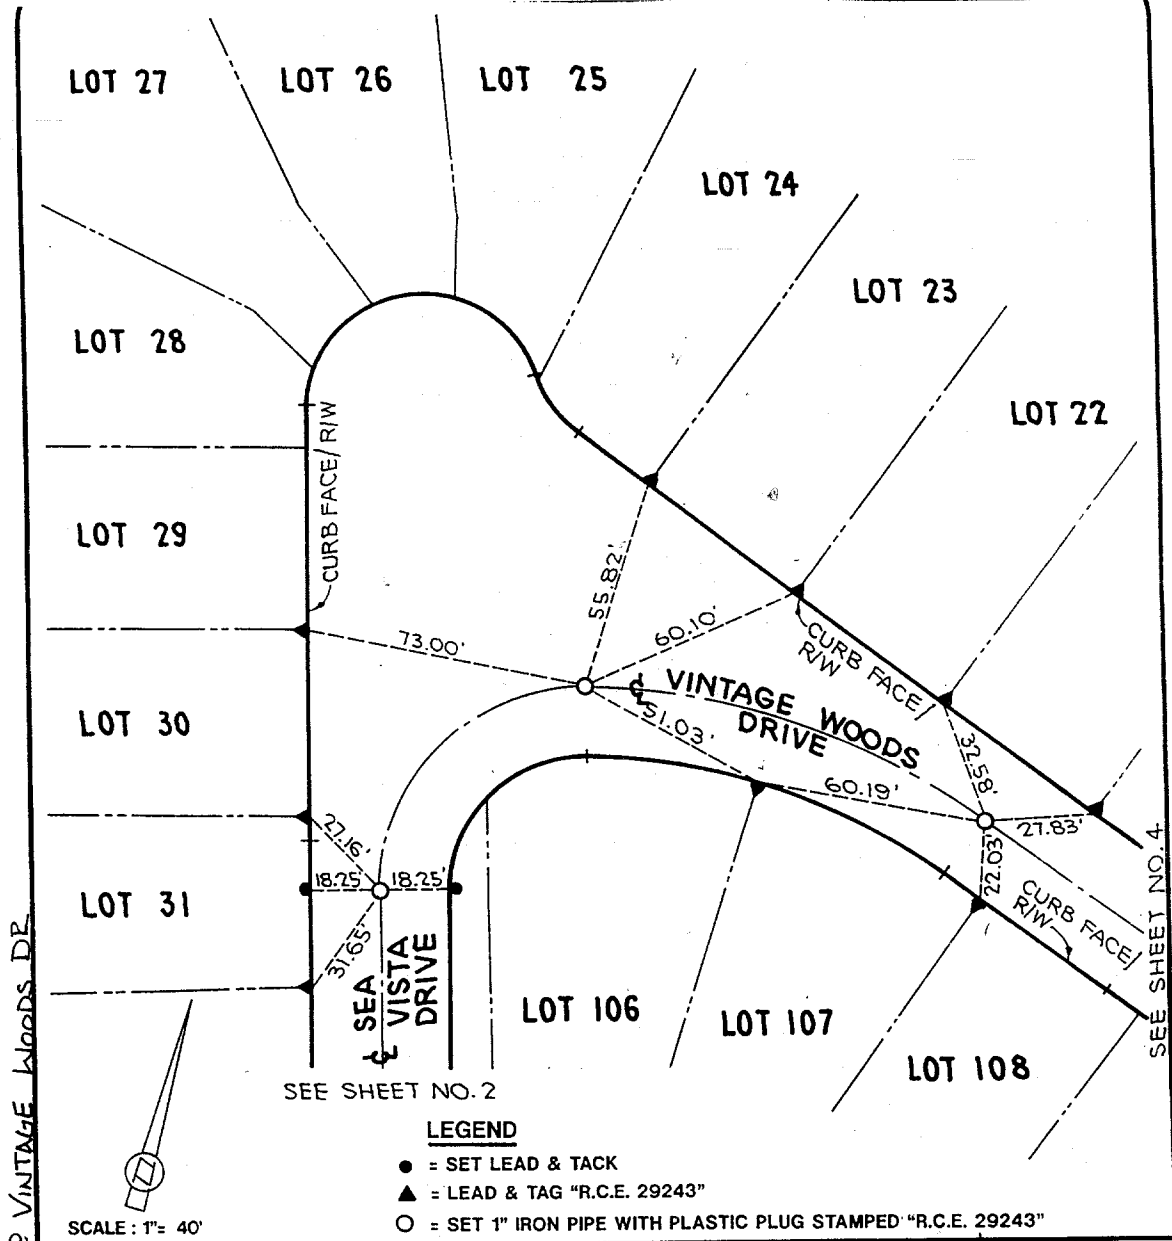 LOT 27
LOT 26
LOT 25
LOT 24
LOT 23
LOT 28
LOT 22
CURB FACE/ R/W
LOT 29
55.82'
60.10'
73.00'
CURB FACE/
R/W
℄ VINTAGE WOODS
DRIVE
LOT 30
51.03'
32.58'
60.19'
27.83'
27.16'
22.03'
18.25'
18.25'
CURB FACE/
R/W
LOT 31
31.65'
℄ SEA
VISTA
DRIVE
LOT 106
LOT 107
LOT 108
SEE SHEET NO. 4
SEE SHEET NO. 2
VINTAGE WOODS DR
LEGEND
● = SET LEAD & TACK
▲ = LEAD & TAG "R.C.E. 29243"
○ = SET 1" IRON PIPE WITH PLASTIC PLUG STAMPED "R.C.E. 29243"
SCALE : 1"= 40'